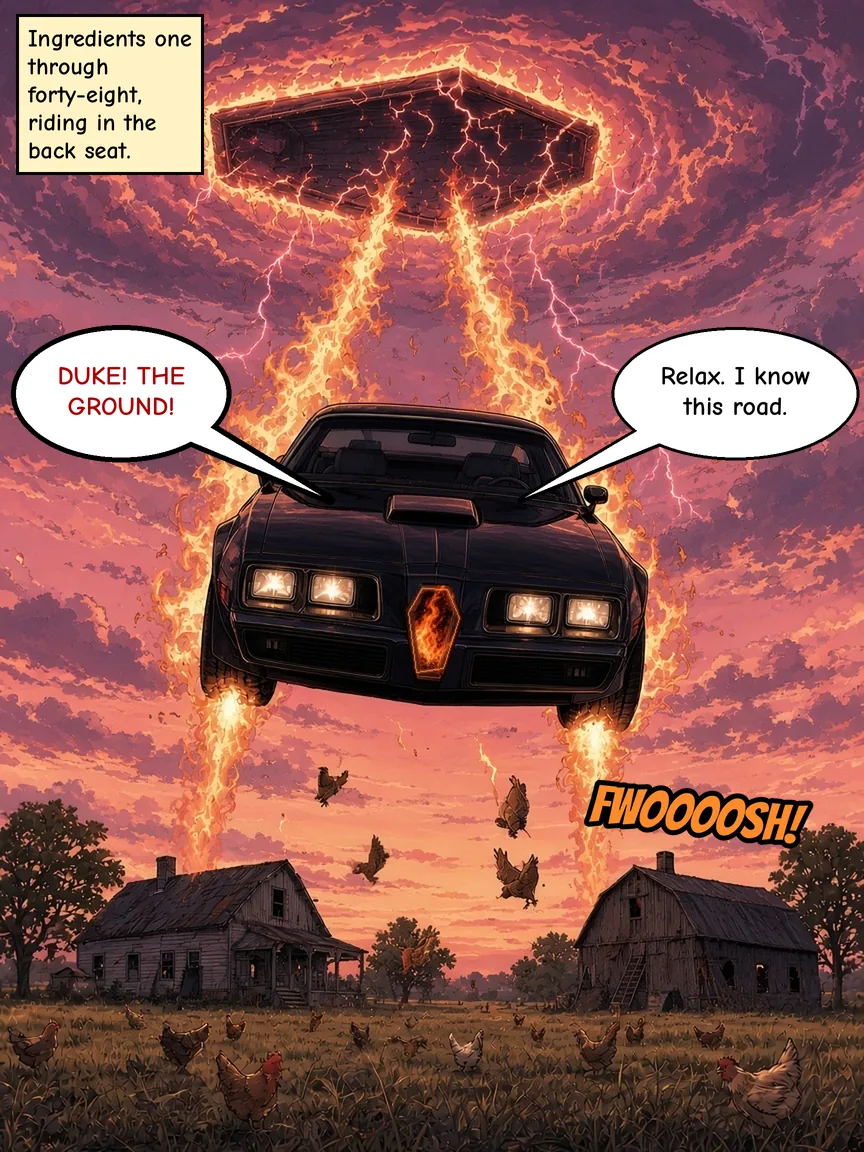 Ingredients one
through
forty-eight,
riding in the
back seat.
DUKE! THE
GROUND!
Relax. I know
this road.
FWOOOOSH!